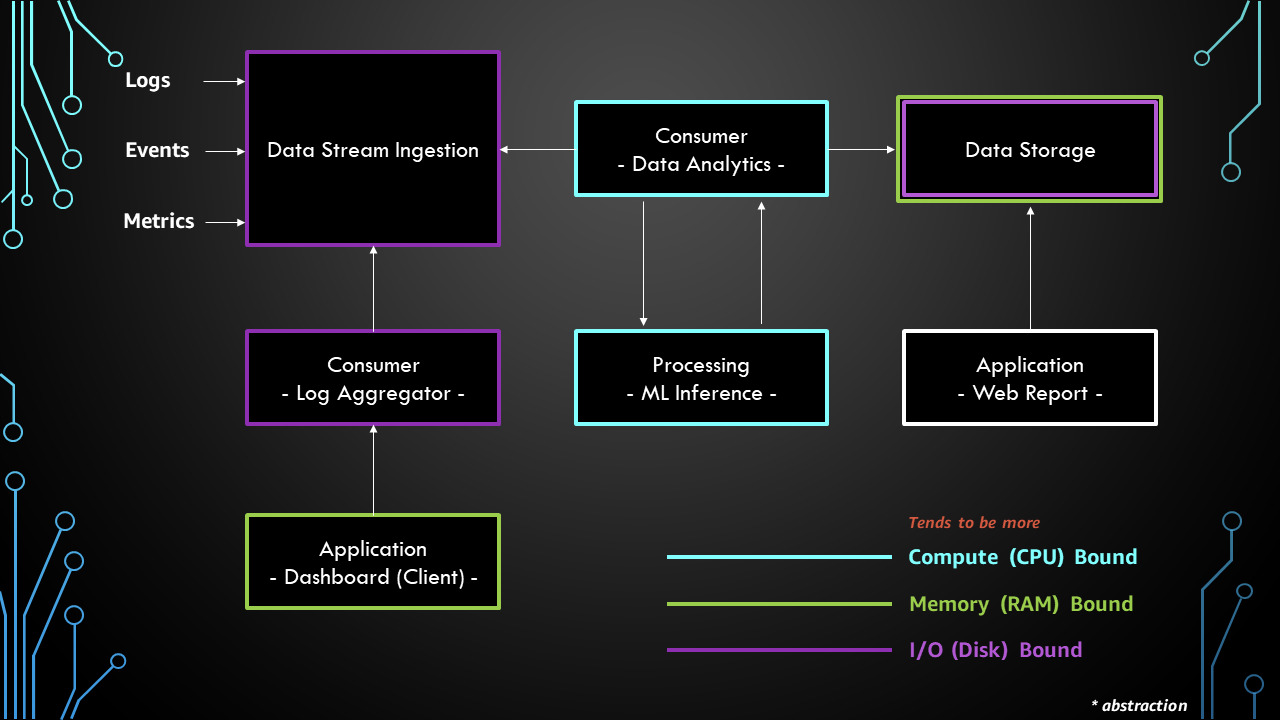 Logs
Events
Metrics
Data Stream Ingestion
Consumer
- Data Analytics -
Data Storage
Consumer
- Log Aggregator -
Processing
- ML Inference -
Application
- Web Report -
Application
- Dashboard (Client) -
Tends to be more
Compute (CPU) Bound
Memory (RAM) Bound
I/O (Disk) Bound
* abstraction